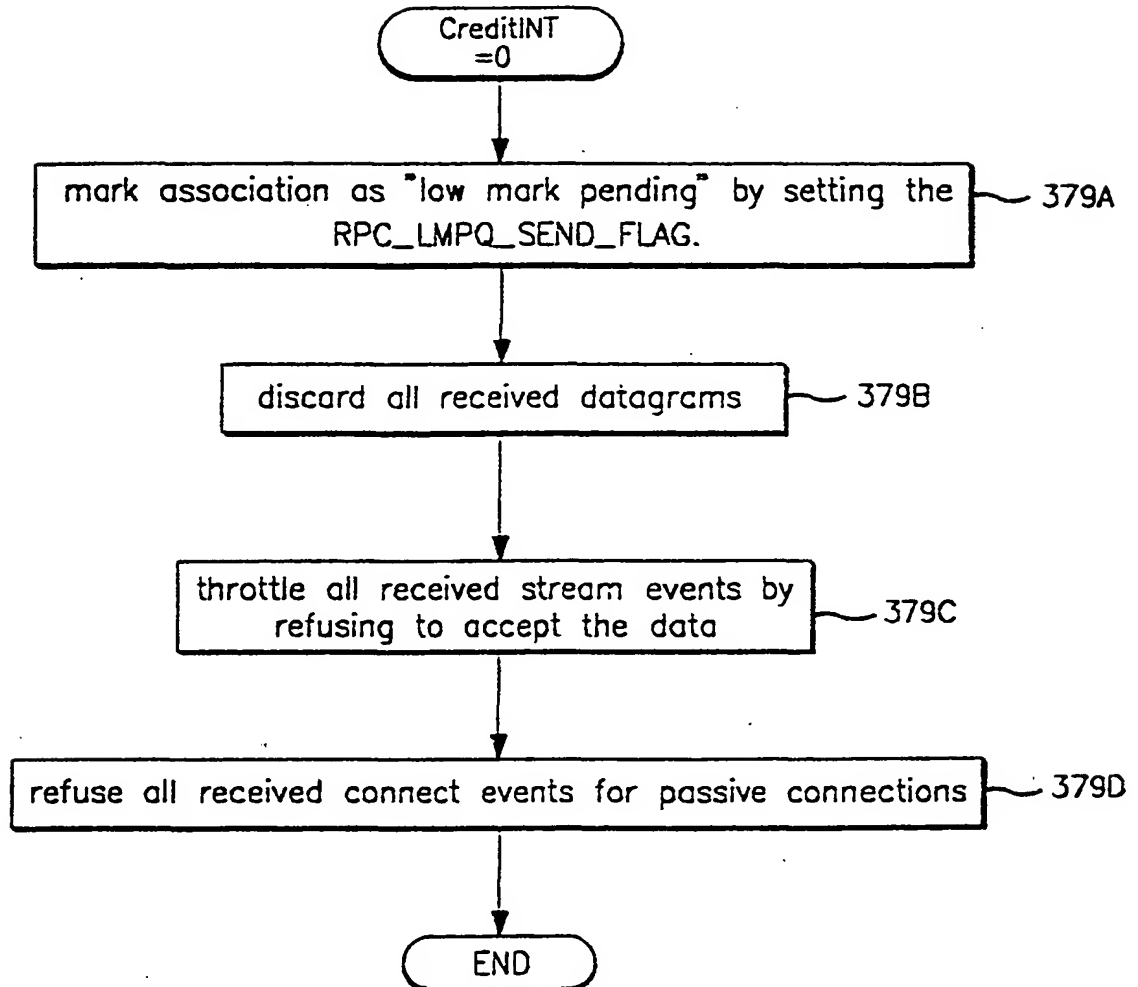 CreditINT
=0
mark association as "low mark pending" by setting the
RPC_LMPQ_SEND_FLAG.
379A
discard all received datagrams
379B
throttle all received stream events by
refusing to accept the data
379C
refuse all received connect events for passive connections
379D
END